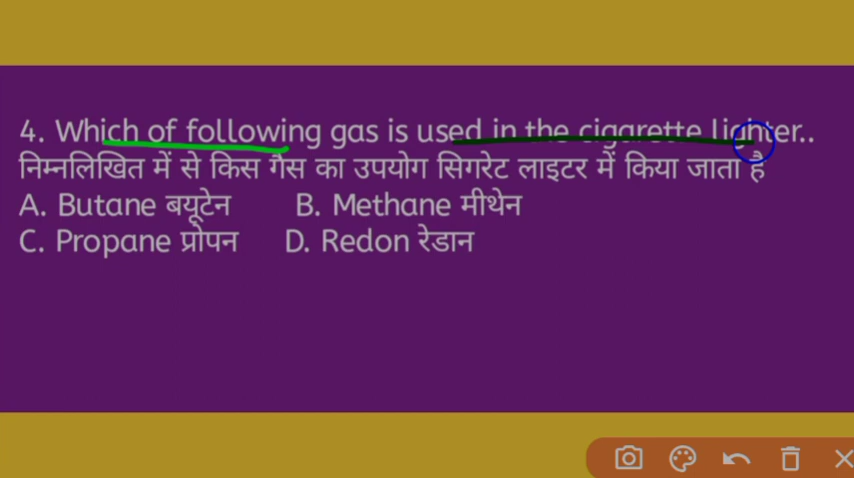 4. Which of following gas is used in the cigarette lighter..
निम्नलिखित में से किस गैस का उपयोग सिगरेट लाइटर में किया जाता है
A. Butane बयूटेन B. Methane मीथेन
C. Propane प्रोपन D. Redon रेडान